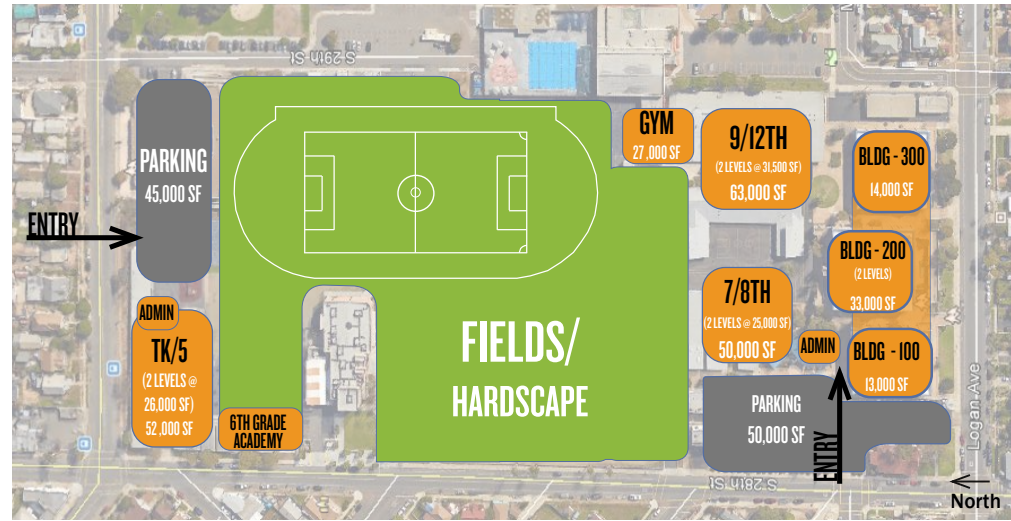 S 29th St
PARKING
45,000 SF
ENTRY
GYM
27,000 SF
9/12TH
(2 LEVELS @ 31,500 SF)
63,000 SF
BLDG - 300
14,000 SF
BLDG - 200
(2 LEVELS)
33,000 SF
7/8TH
(2 LEVELS @ 25,000 SF)
50,000 SF
ADMIN
BLDG - 100
13,000 SF
ADMIN
TK/5
(2 LEVELS @
26,000 SF)
52,000 SF
6TH GRADE
ACADEMY
FIELDS/
HARDSCAPE
PARKING
50,000 SF
ENTRY
Logan Ave
S 28th St
North